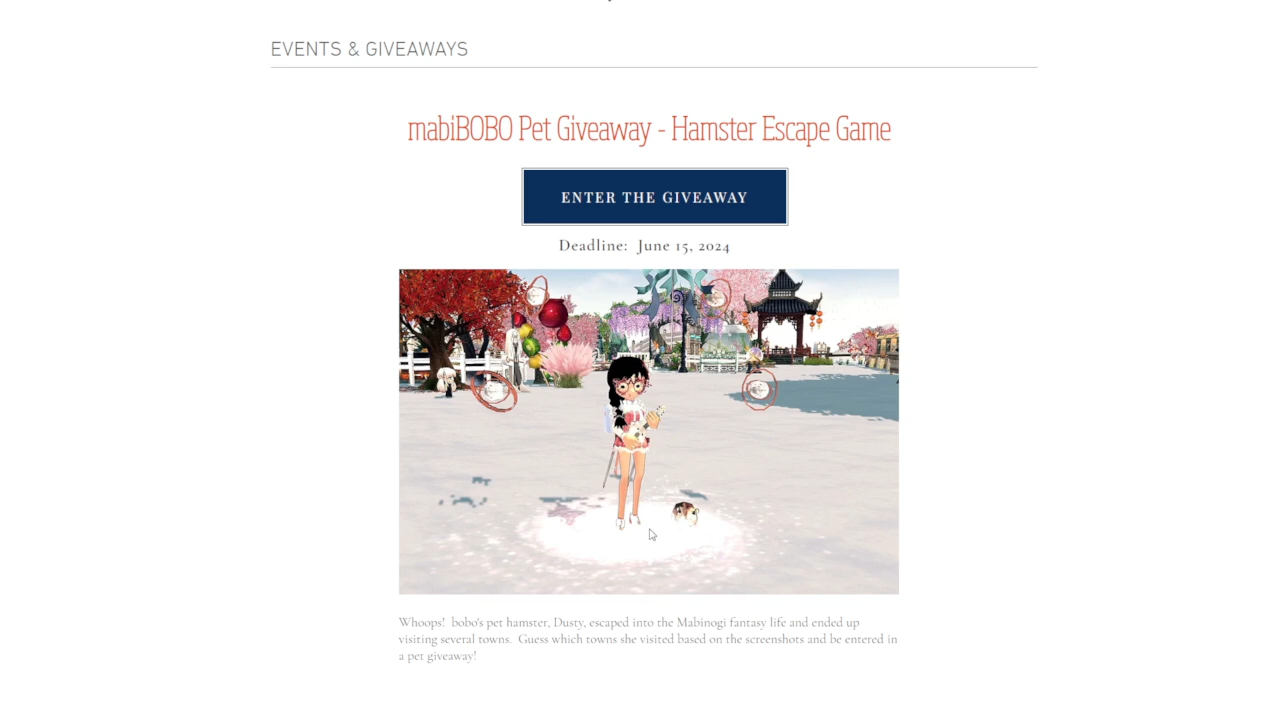 EVENTS & GIVEAWAYS
mabiBOBO Pet Giveaway - Hamster Escape Game
ENTER THE GIVEAWAY
Deadline: June 15, 2024
Whoops! bobo's pet hamster, Dusty, escaped into the Mabinogi fantasy life and ended up
visiting several towns. Guess which towns she visited based on the screenshots and be entered in
a pet giveaway!